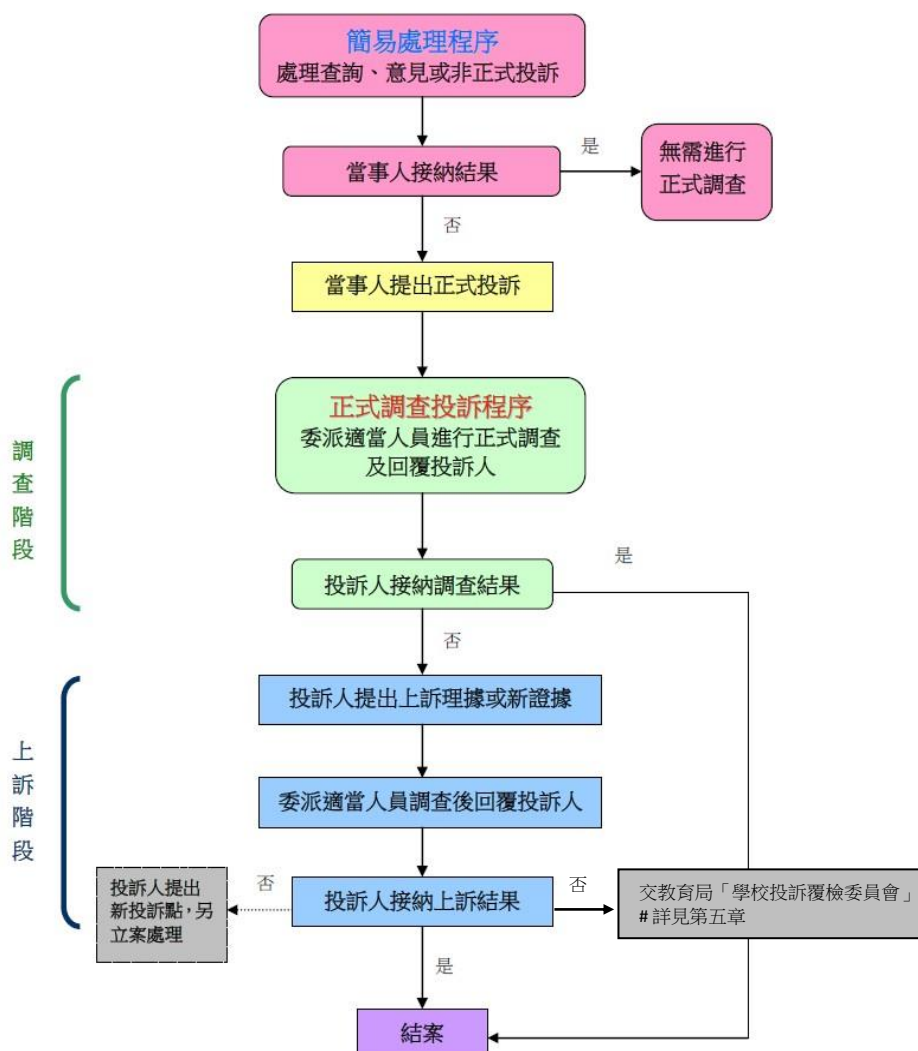 簡易處理程序
處理查詢、意見或非正式投訴
當事人接納結果
是
無需進行
正式調查
否
當事人提出正式投訴
調查階段
正式調查投訴程序
委派適當人員進行正式調查
及回覆投訴人
投訴人接納調查結果
是
否
上訴階段
投訴人提出上訴理據或新證據
委派適當人員調查後回覆投訴人
投訴人接納上訴結果
否
投訴人提出
新投訴點，另
立案處理
否
交教育局「學校投訴覆檢委員會」
# 詳見第五章
是
結案